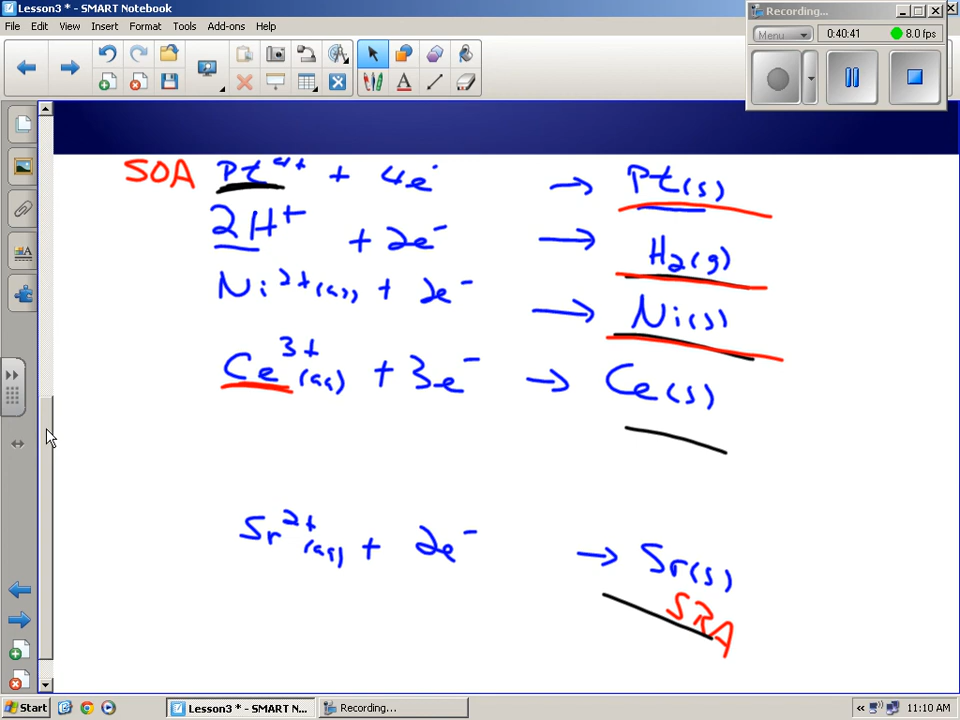 Lesson3 * - SMART Notebook
Recording...
File Edit View Insert Format Tools Add-ons Help
Menu 0:40:41 8.0 fps
SOA Pt⁴⁺ + 4e⁻ → Pt(s)
2H⁺ + 2e⁻ → H₂(g)
Ni²⁺(aq) + 2e⁻ → Ni(s)
Ce³⁺(aq) + 3e⁻ → Ce(s)
Sr²⁺(aq) + 2e⁻ → Sr(s)
SRA
Start Lesson3 * - SMART N... Recording... 11:10 AM